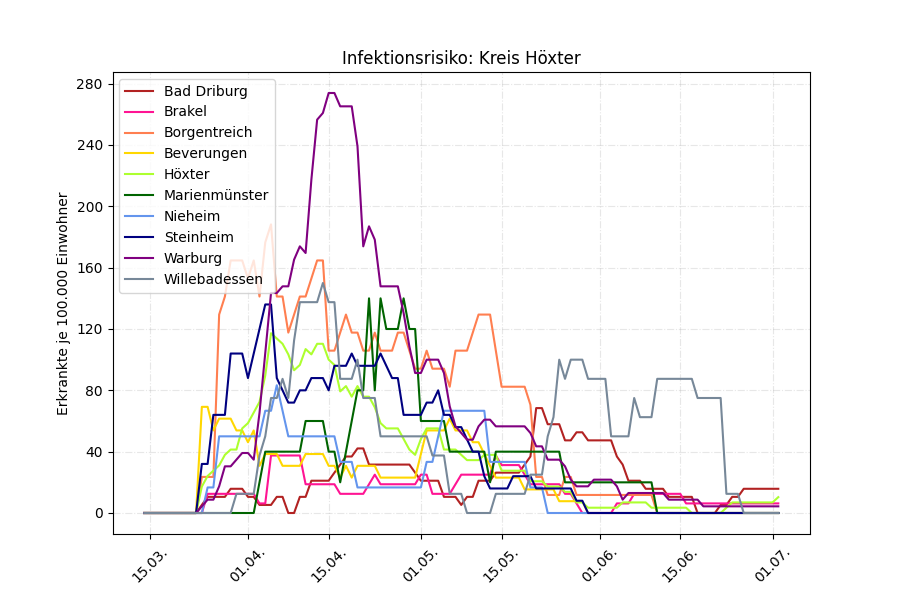 Infektionsrisiko: Kreis Höxter
Erkrankte je 100.000 Einwohner
280
240
200
160
120
80
40
0
Bad Driburg
Brakel
Borgentreich
Beverungen
Höxter
Marienmünster
Nieheim
Steinheim
Warburg
Willebadessen
15.03.
01.04.
15.04.
01.05.
15.05.
01.06.
15.06.
01.07.